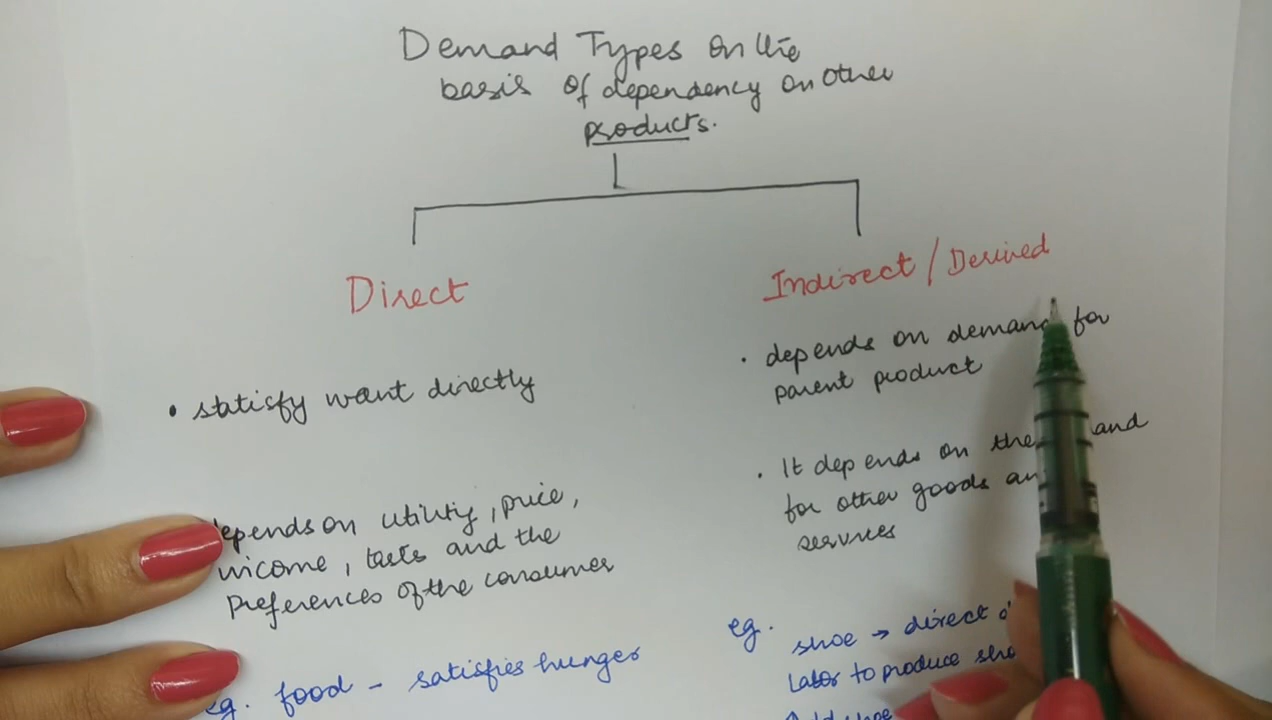 Demand Types on the
basis of dependency on other
products.
Direct
• satisfy want directly
depends on utility, price,
income, taste and the
preferences of the consumer
eg. food - satisfies hunger
Indirect / Derived
• depends on demand for
parent product
• It depends on the
for other goods
services
eg.
shoe → direct
Labor to produce